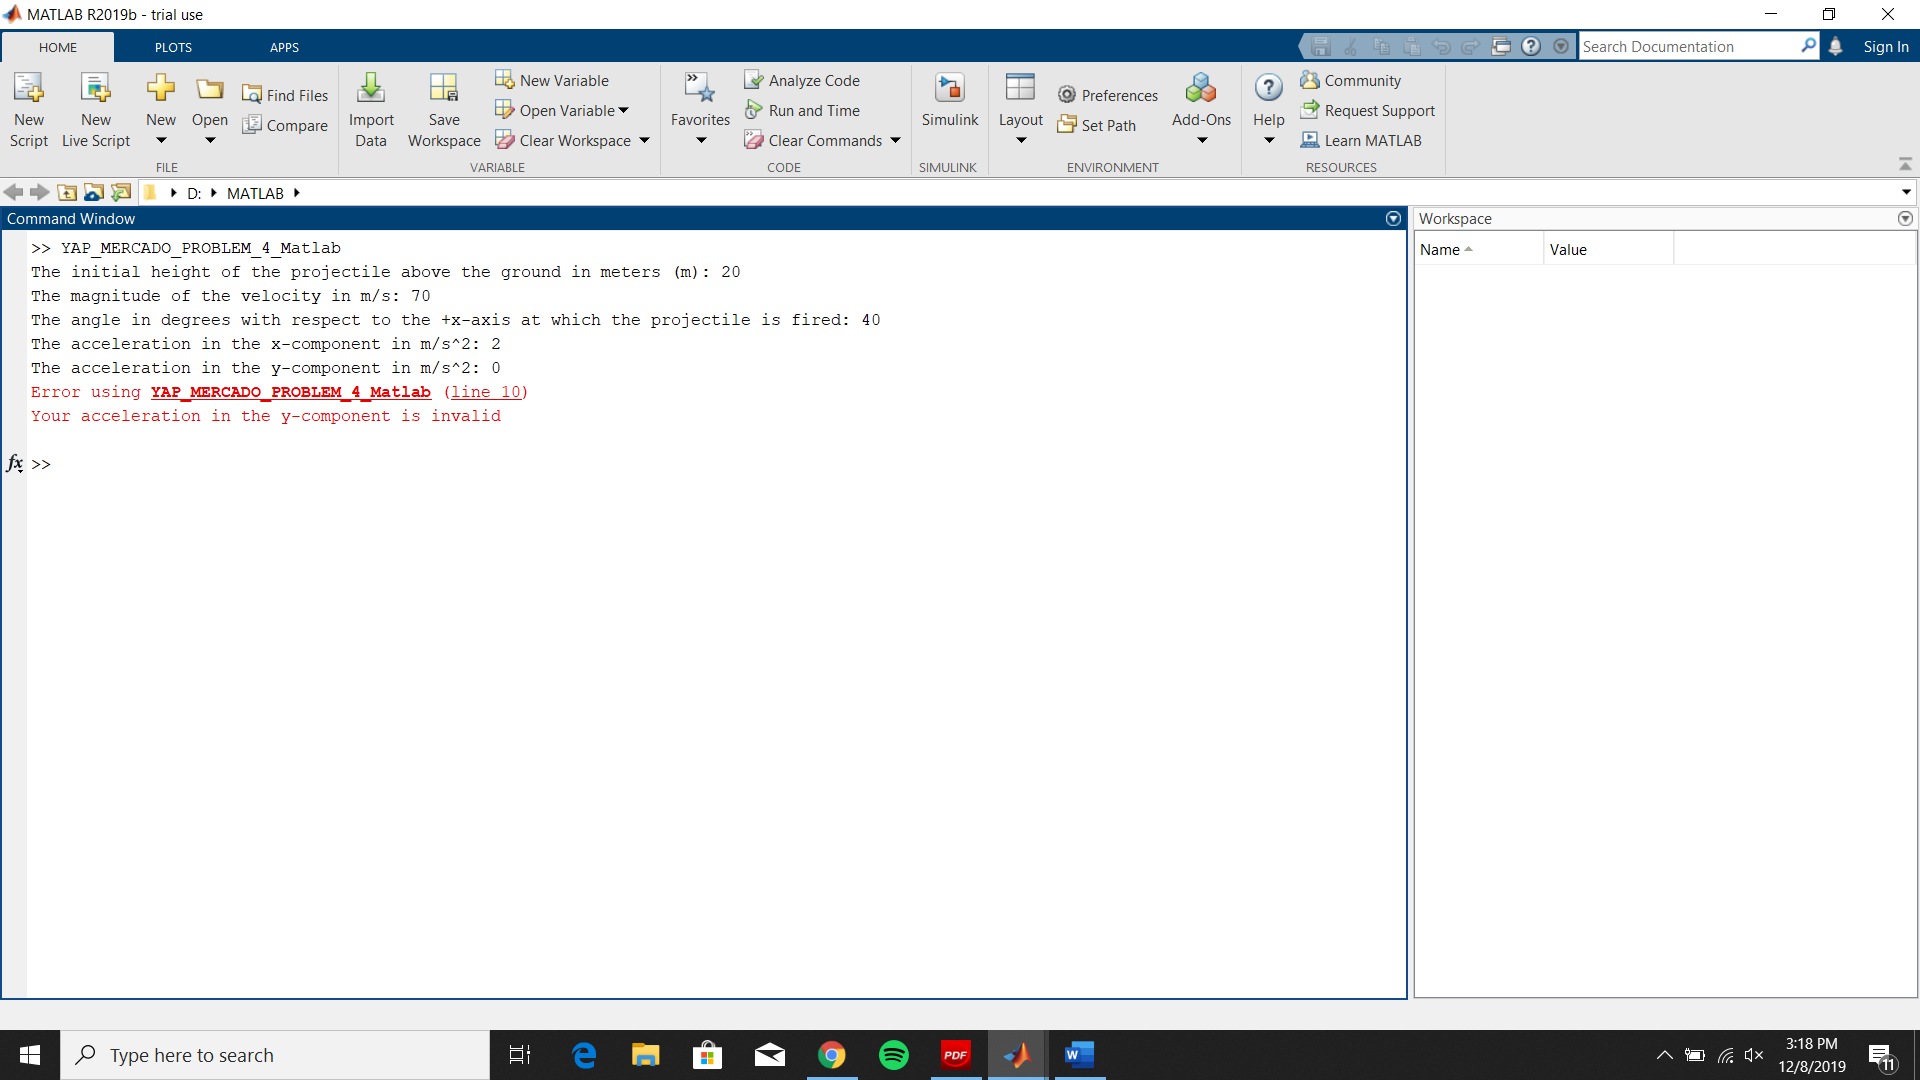 MATLAB R2019b - trial use
HOME PLOTS APPS
Search Documentation
Sign In
New Script
New Live Script
New
Open
Find Files
Compare
FILE
Import Data
Save Workspace
New Variable
Open Variable
Clear Workspace
VARIABLE
Favorites
Analyze Code
Run and Time
Clear Commands
CODE
Simulink
SIMULINK
Layout
Preferences
Set Path
Add-Ons
ENVIRONMENT
Help
Community
Request Support
Learn MATLAB
RESOURCES
D: MATLAB
Command Window
>> YAP_MERCADO_PROBLEM_4_Matlab
The initial height of the projectile above the ground in meters (m): 20
The magnitude of the velocity in m/s: 70
The angle in degrees with respect to the +x-axis at which the projectile is fired: 40
The acceleration in the x-component in m/s^2: 2
The acceleration in the y-component in m/s^2: 0
Error using YAP_MERCADO_PROBLEM_4_Matlab (line 10)
Your acceleration in the y-component is invalid
fx >>
Workspace
Name Value
Type here to search
PDF
W
3:18 PM
12/8/2019
11